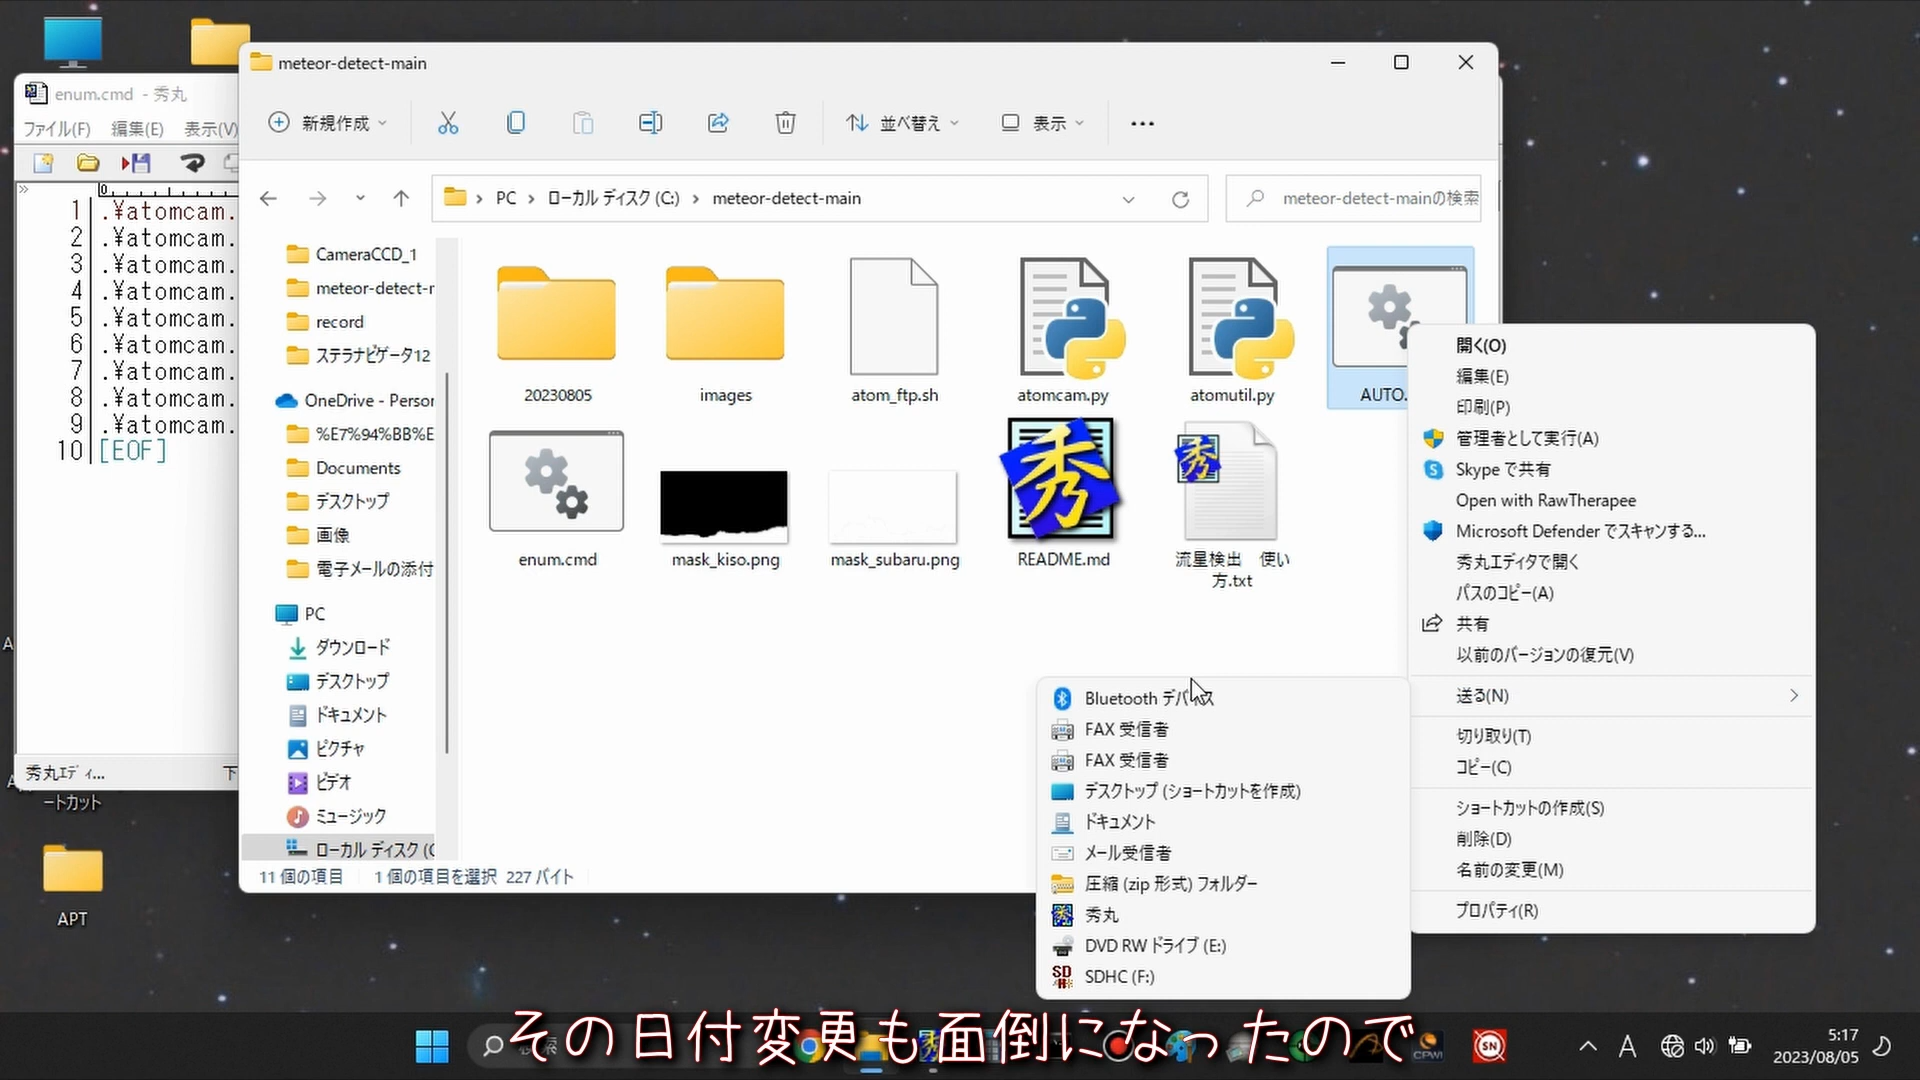 enum.cmd - 秀丸
ファイル(F) 編集(E) 表示(V)
0
1 .¥atomcam.
2 .¥atomcam.
3 .¥atomcam.
4 .¥atomcam.
5 .¥atomcam.
6 .¥atomcam.
7 .¥atomcam.
8 .¥atomcam.
9 .¥atomcam.
10 [EOF]
秀丸エディ... 下
ートカット
APT
meteor-detect-main
新規作成
並べ替え
表示
PC > ローカル ディスク (C:) > meteor-detect-main
meteor-detect-mainの検索
CameraCCD_1
meteor-detect-r
record
ステラナビゲータ12
OneDrive - Persor
%E7%94%BB%E
Documents
デスクトップ
画像
電子メールの添付
PC
ダウンロード
デスクトップ
ドキュメント
ピクチャ
ビデオ
ミュージック
ローカル ディスク (C
20230805
images
atom_ftp.sh
atomcam.py
atomutil.py
AUTO.
enum.cmd
mask_kiso.png
mask_subaru.png
README.md
流星検出 使い
方.txt
11 個の項目 1 個の項目を選択 227 バイト
開く(O)
編集(E)
印刷(P)
管理者として実行(A)
Skype で共有
Open with RawTherapee
Microsoft Defender でスキャンする...
秀丸エディタで開く
パスのコピー(A)
共有
以前のバージョンの復元(V)
送る(N)
切り取り(T)
コピー(C)
ショートカットの作成(S)
削除(D)
名前の変更(M)
プロパティ(R)
Bluetooth デバイス
FAX 受信者
FAX 受信者
デスクトップ (ショートカットを作成)
ドキュメント
メール受信者
圧縮 (zip 形式) フォルダー
秀丸
DVD RW ドライブ (E:)
SDHC (F:)
その日付変更も面倒になったので
CPWI
SN
A
5:17
2023/08/05